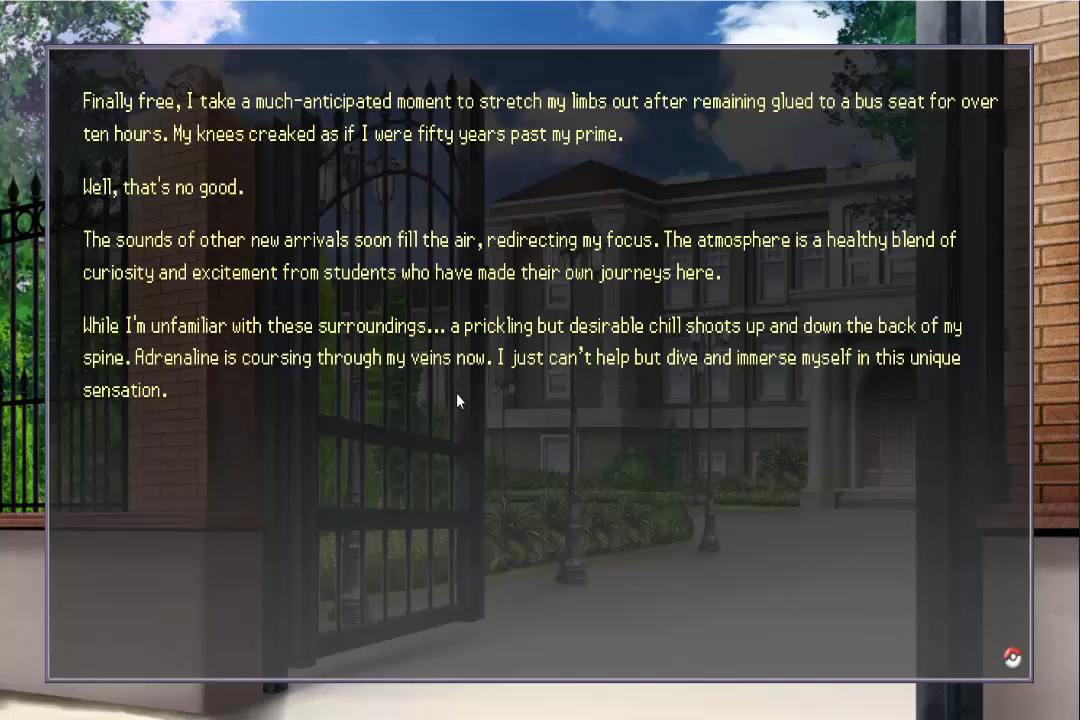 Finally free, I take a much-anticipated moment to stretch my limbs out after remaining glued to a bus seat for over
ten hours. My knees creaked as if I were fifty years past my prime.
Well, that's no good.
The sounds of other new arrivals soon fill the air, redirecting my focus. The atmosphere is a healthy blend of
curiosity and excitement from students who have made their own journeys here.
While I'm unfamiliar with these surroundings... a prickling but desirable chill shoots up and down the back of my
spine. Adrenaline is coursing through my veins now. I just can’t help but dive and immerse myself in this unique
sensation.